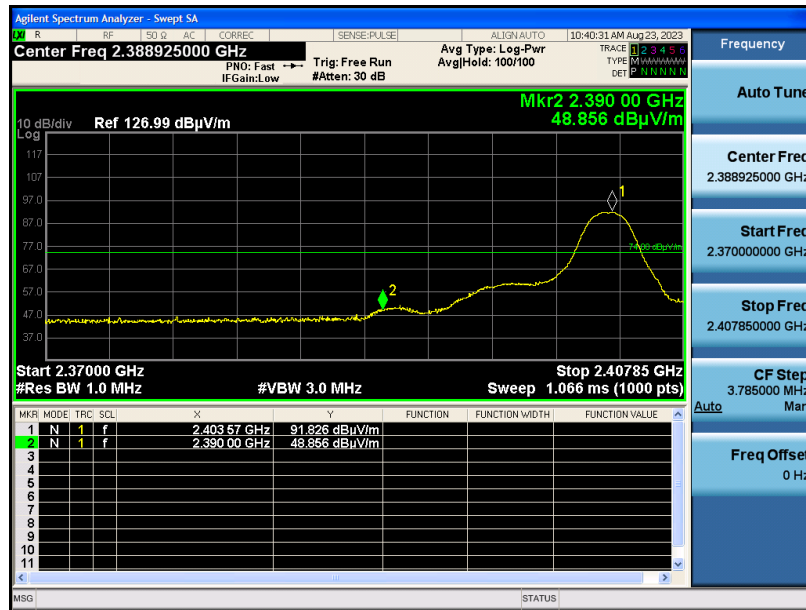 Agilent Spectrum Analyzer - Swept SA
LXI R RF 50 Ω AC CORREC SENSE:PULSE ALIGN AUTO 10:40:31 AM Aug 23, 2023
Center Freq 2.388925000 GHz
PNO: Fast
IFGain:Low
Trig: Free Run
#Atten: 30 dB
Avg Type: Log-Pwr
Avg|Hold: 100/100
TRACE 1 2 3 4 5 6
TYPE M
DET P N N N N N
Mkr2 2.390 00 GHz
48.856 dBµV/m
10 dB/div Ref 126.99 dBµV/m
Log
117
107
97.0
87.0
77.0
67.0
57.0
47.0
37.0
1
74.00 dBµV/m
2
Start 2.37000 GHz Stop 2.40785 GHz
#Res BW 1.0 MHz #VBW 3.0 MHz Sweep 1.066 ms (1000 pts)
MKR MODE TRC SCL X Y FUNCTION FUNCTION WIDTH FUNCTION VALUE
1 N 1 f 2.403 57 GHz 91.826 dBµV/m
2 N 1 f 2.390 00 GHz 48.856 dBµV/m
3
4
5
6
7
8
9
10
11
MSG STATUS
Frequency
Auto Tune
Center Freq
2.388925000 GHz
Start Freq
2.370000000 GHz
Stop Freq
2.407850000 GHz
CF Step
3.785000 MHz
Auto Man
Freq Offset
0 Hz